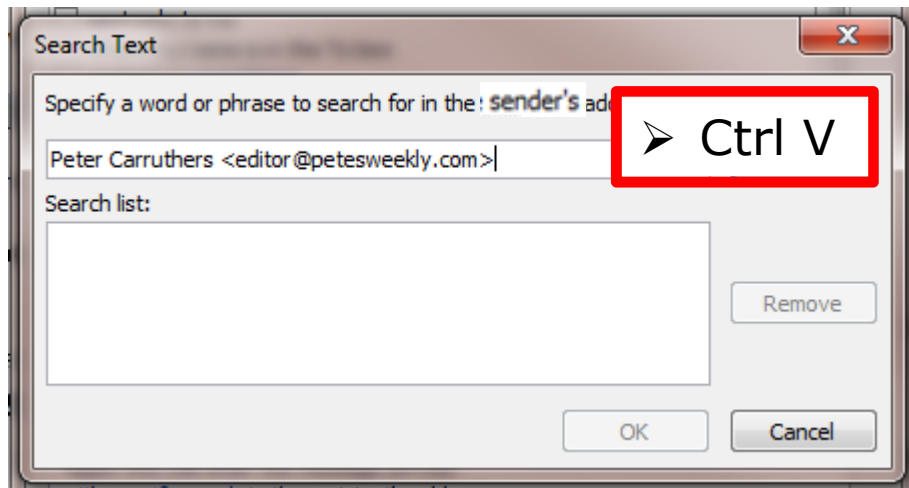 Search Text
Specify a word or phrase to search for in the sender's
➢ Ctrl V
Peter Carruthers <editor@petesweekly.com>
Search list:
Remove
OK
Cancel